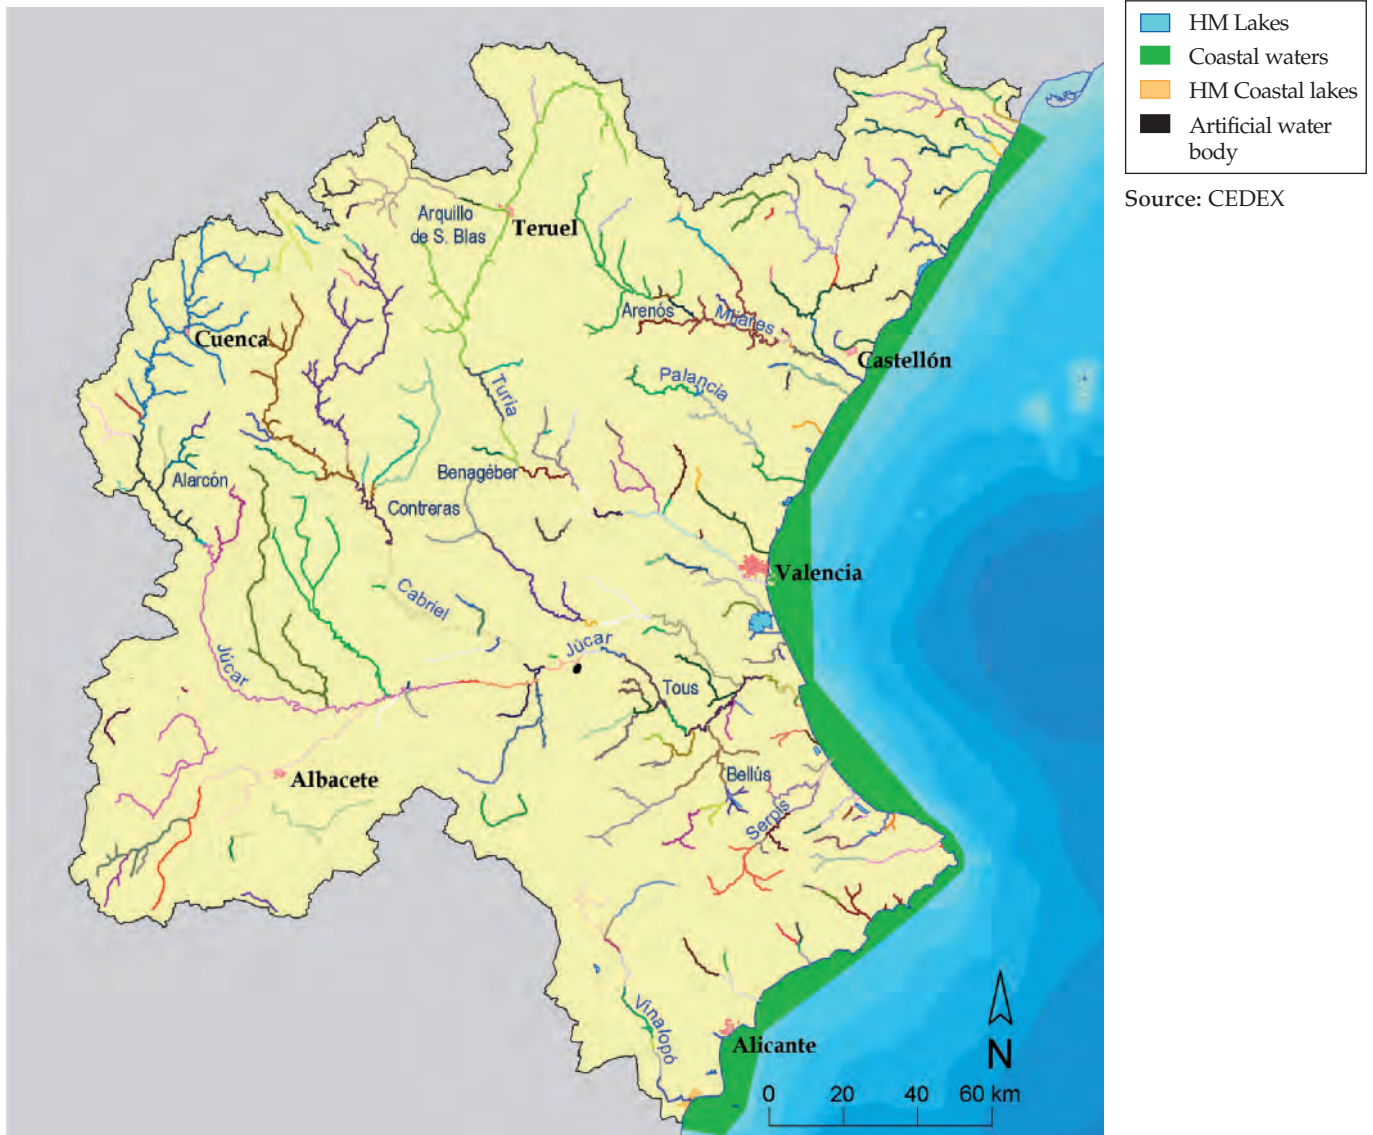 HM Lakes
Coastal waters
HM Coastal lakes
Artificial water
body
Source: CEDEX
Arquillo
de S. Blas
Teruel
Cuenca
Arenós
Mijares
Castellón
Palancia
Turia
Alarcón
Benagéber
Contreras
Valencia
Cabriel
Júcar
Júcar
Tous
Albacete
Bellús
Serpis
Vinalopó
Alicante
N
0 20 40 60 km